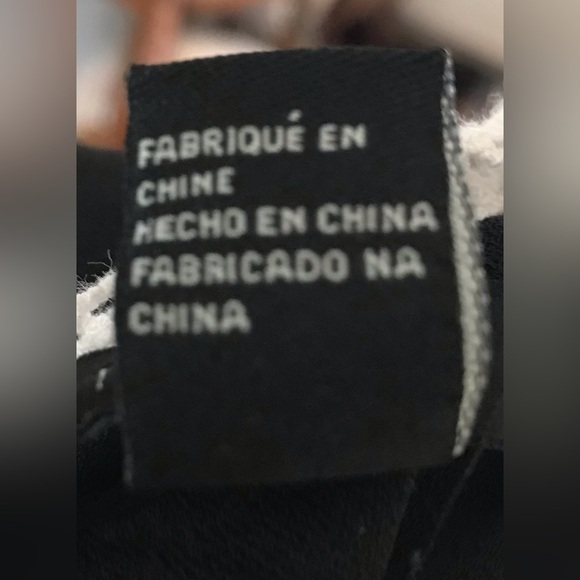 FABRIQUÉ EN
CHINE
HECHO EN CHINA
FABRICADO NA
CHINA